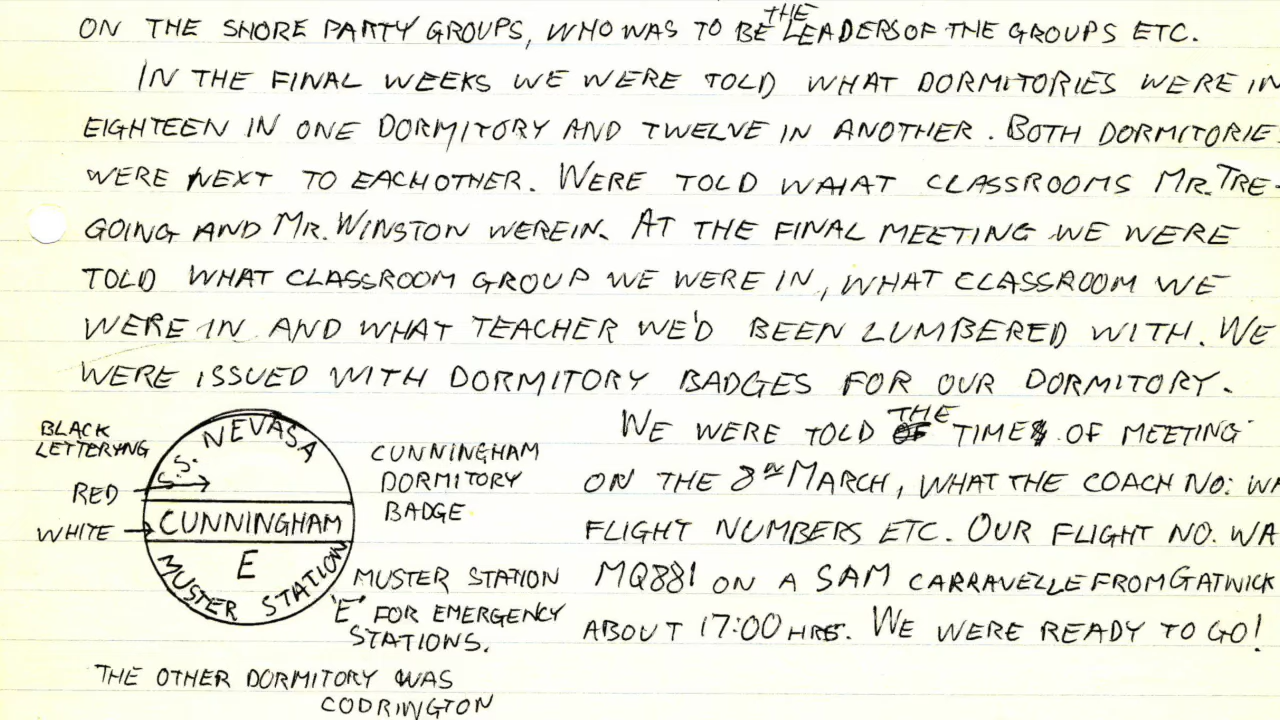 ON THE SHORE PARTY GROUPS, WHO WAS TO BE THE LEADERS OF THE GROUPS ETC.
IN THE FINAL WEEKS WE WERE TOLD WHAT DORMITORIES WERE IN
EIGHTEEN IN ONE DORMITORY AND TWELVE IN ANOTHER. BOTH DORMITORIE
WERE NEXT TO EACHOTHER. WERE TOLD WAHAT CLASSROOMS MR. TRE-
GOING AND MR. WINSTON WEREIN. AT THE FINAL MEETING WE WERE
TOLD WHAT CLASSROOM GROUP WE WERE IN, WHAT CLASSROOM WE
WERE IN AND WHAT TEACHER WE'D BEEN LUMBERED WITH. WE
WERE ISSUED WITH DORMITORY BADGES FOR OUR DORMITORY.
BLACK
LETTERYNG
RED
WHITE
S.S. NEVASA
CUNNINGHAM
E
MUSTER STATION
CUNNINGHAM
DORMITORY
BADGE
MUSTER STATION
'E' FOR EMERGENCY
STATIONS.
THE OTHER DORMITORY WAS
CODRINGTON
WE WERE TOLD THE TIME OF MEETING
ON THE 8TH MARCH, WHAT THE COACH NO: WA
FLIGHT NUMBERS ETC. OUR FLIGHT NO. WA
MQ881 ON A SAM CARRAVELLE FROM GATWICK
ABOUT 17:00 HRS. WE WERE READY TO GO!